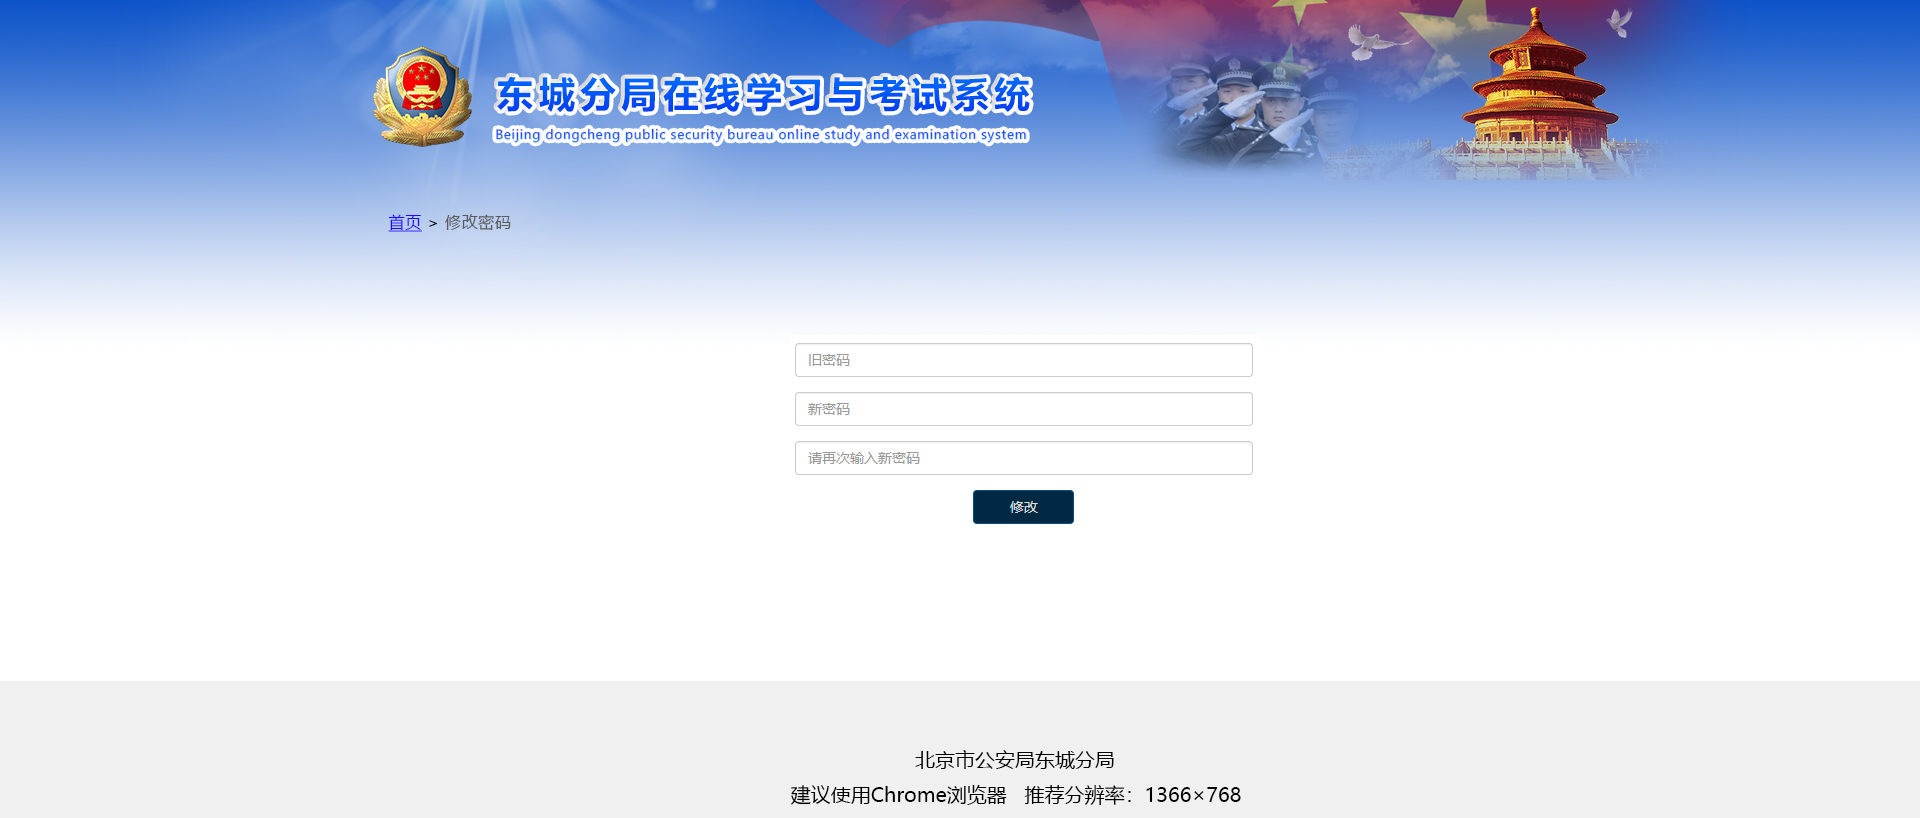 东城分局在线学习与考试系统
Beijing dongcheng public security bureau online study and examination system
首页 > 修改密码
旧密码
新密码
请再次输入新密码
修改
北京市公安局东城分局
建议使用Chrome浏览器 推荐分辨率：1366×768